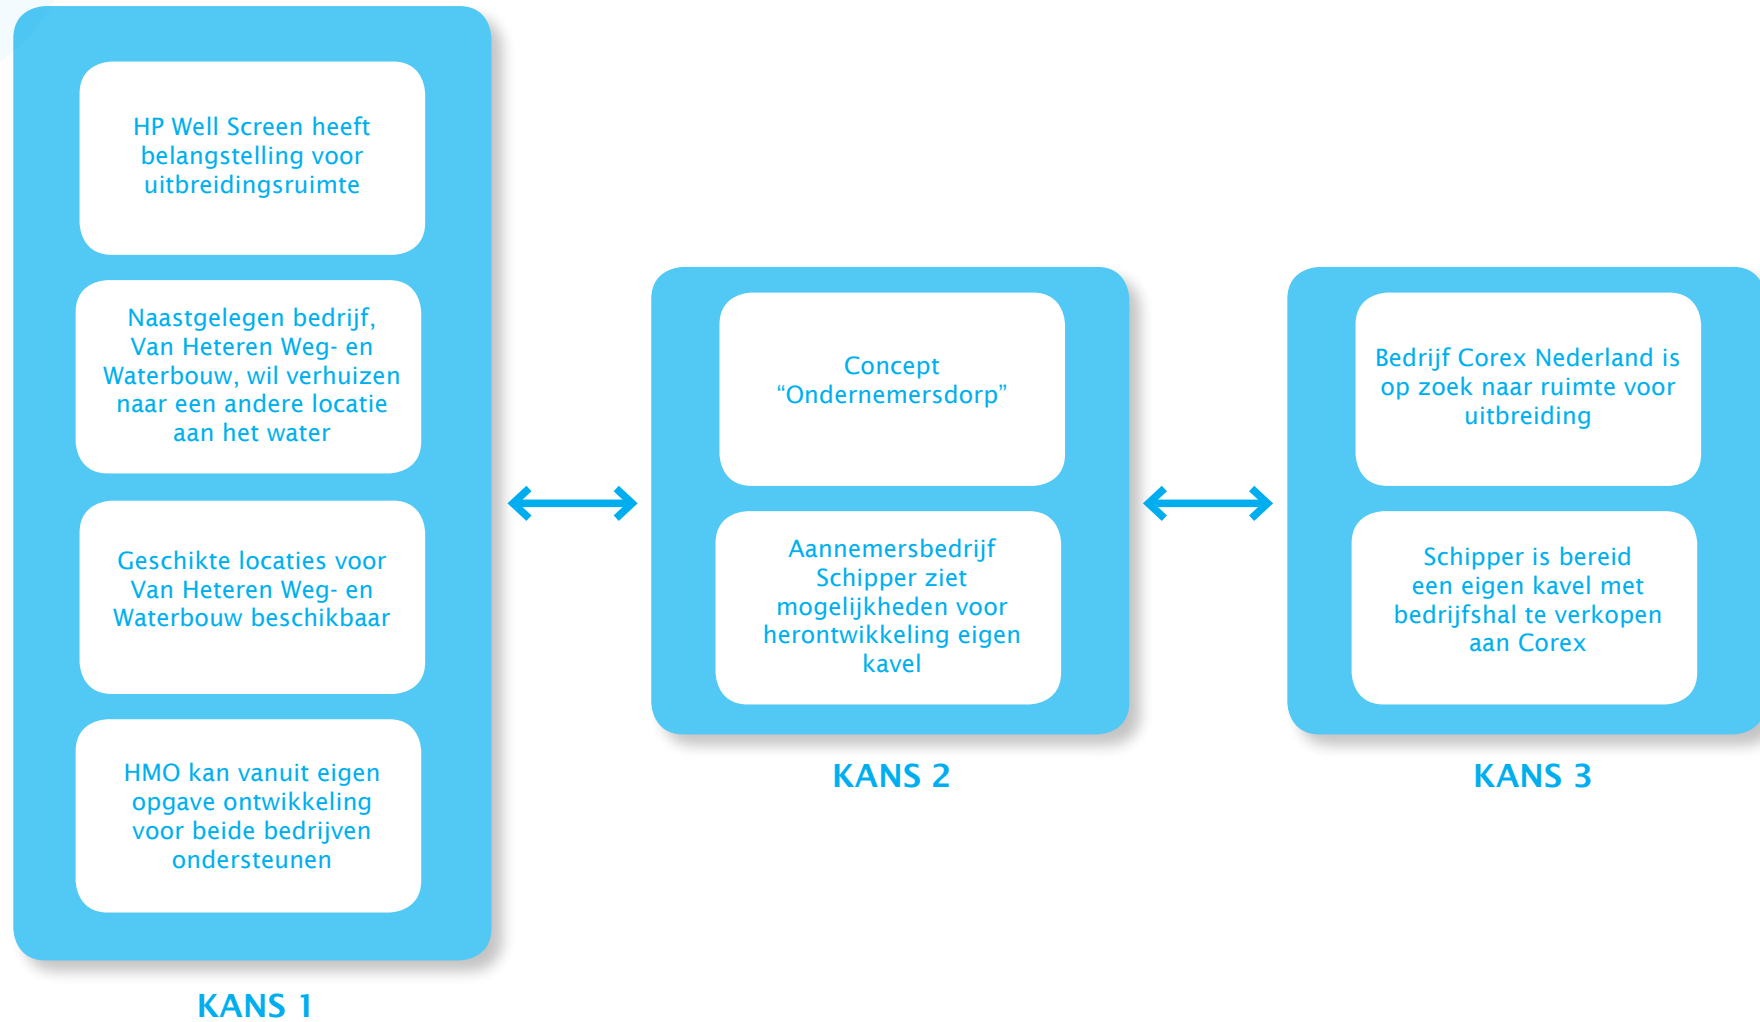 HP Well Screen heeft
belangstelling voor
uitbreidingsruimte
Naastgelegen bedrijf,
Van Heteren Weg- en
Waterbouw, wil verhuizen
naar een andere locatie
aan het water
Geschikte locaties voor
Van Heteren Weg- en
Waterbouw beschikbaar
HMO kan vanuit eigen
opgave ontwikkeling
voor beide bedrijven
ondersteunen
KANS 1
Concept
“Ondernemersdorp”
Aannemersbedrijf
Schipper ziet
mogelijkheden voor
herontwikkeling eigen
kavel
KANS 2
Bedrijf Corex Nederland is
op zoek naar ruimte voor
uitbreiding
Schipper is bereid
een eigen kavel met
bedrijfshal te verkopen
aan Corex
KANS 3